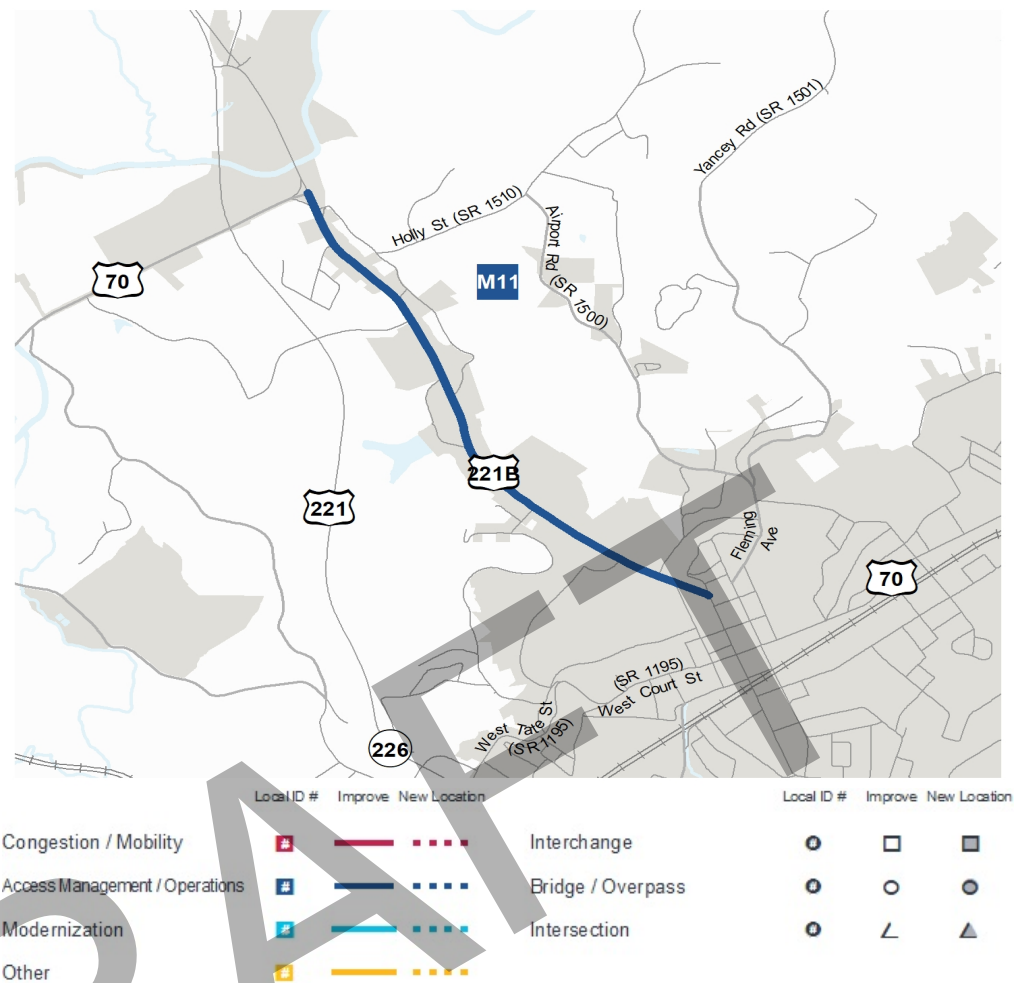 Yancey Rd (SR 1501)
Holly St (SR 1510)
Airport Rd (SR 1500)
M11
70
221B
221
Fleming
Ave
70
(SR 1195)
West Court St
West Tate St
(SR1195)
226
Local ID # Improve New Location
Local ID # Improve New Location
Congestion / Mobility #
Interchange #
Access Management / Operations #
Bridge / Overpass #
Modernization #
Intersection #
Other #
DRAFT